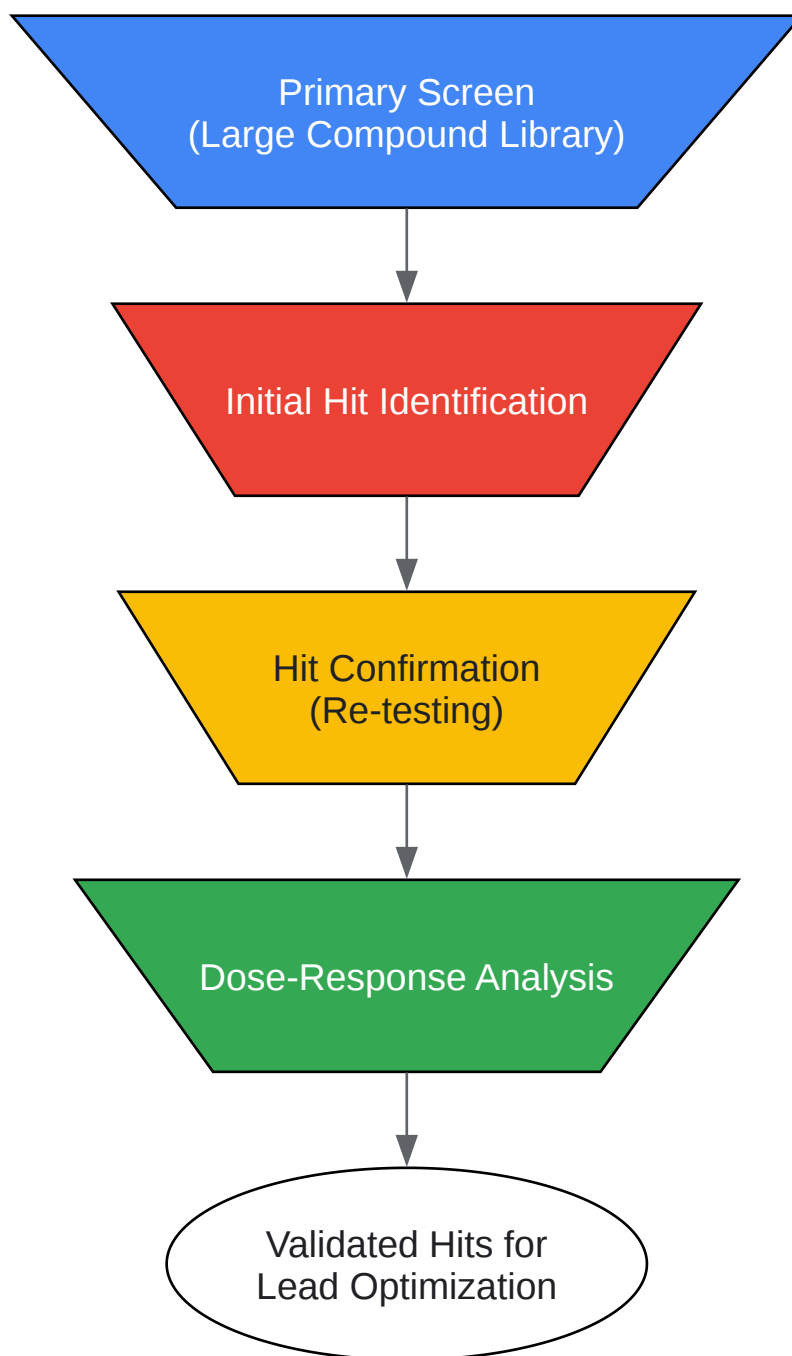 Primary Screen
(Large Compound Library)
Initial Hit Identification
Hit Confirmation
(Re-testing)
Dose-Response Analysis
Validated Hits for
Lead Optimization